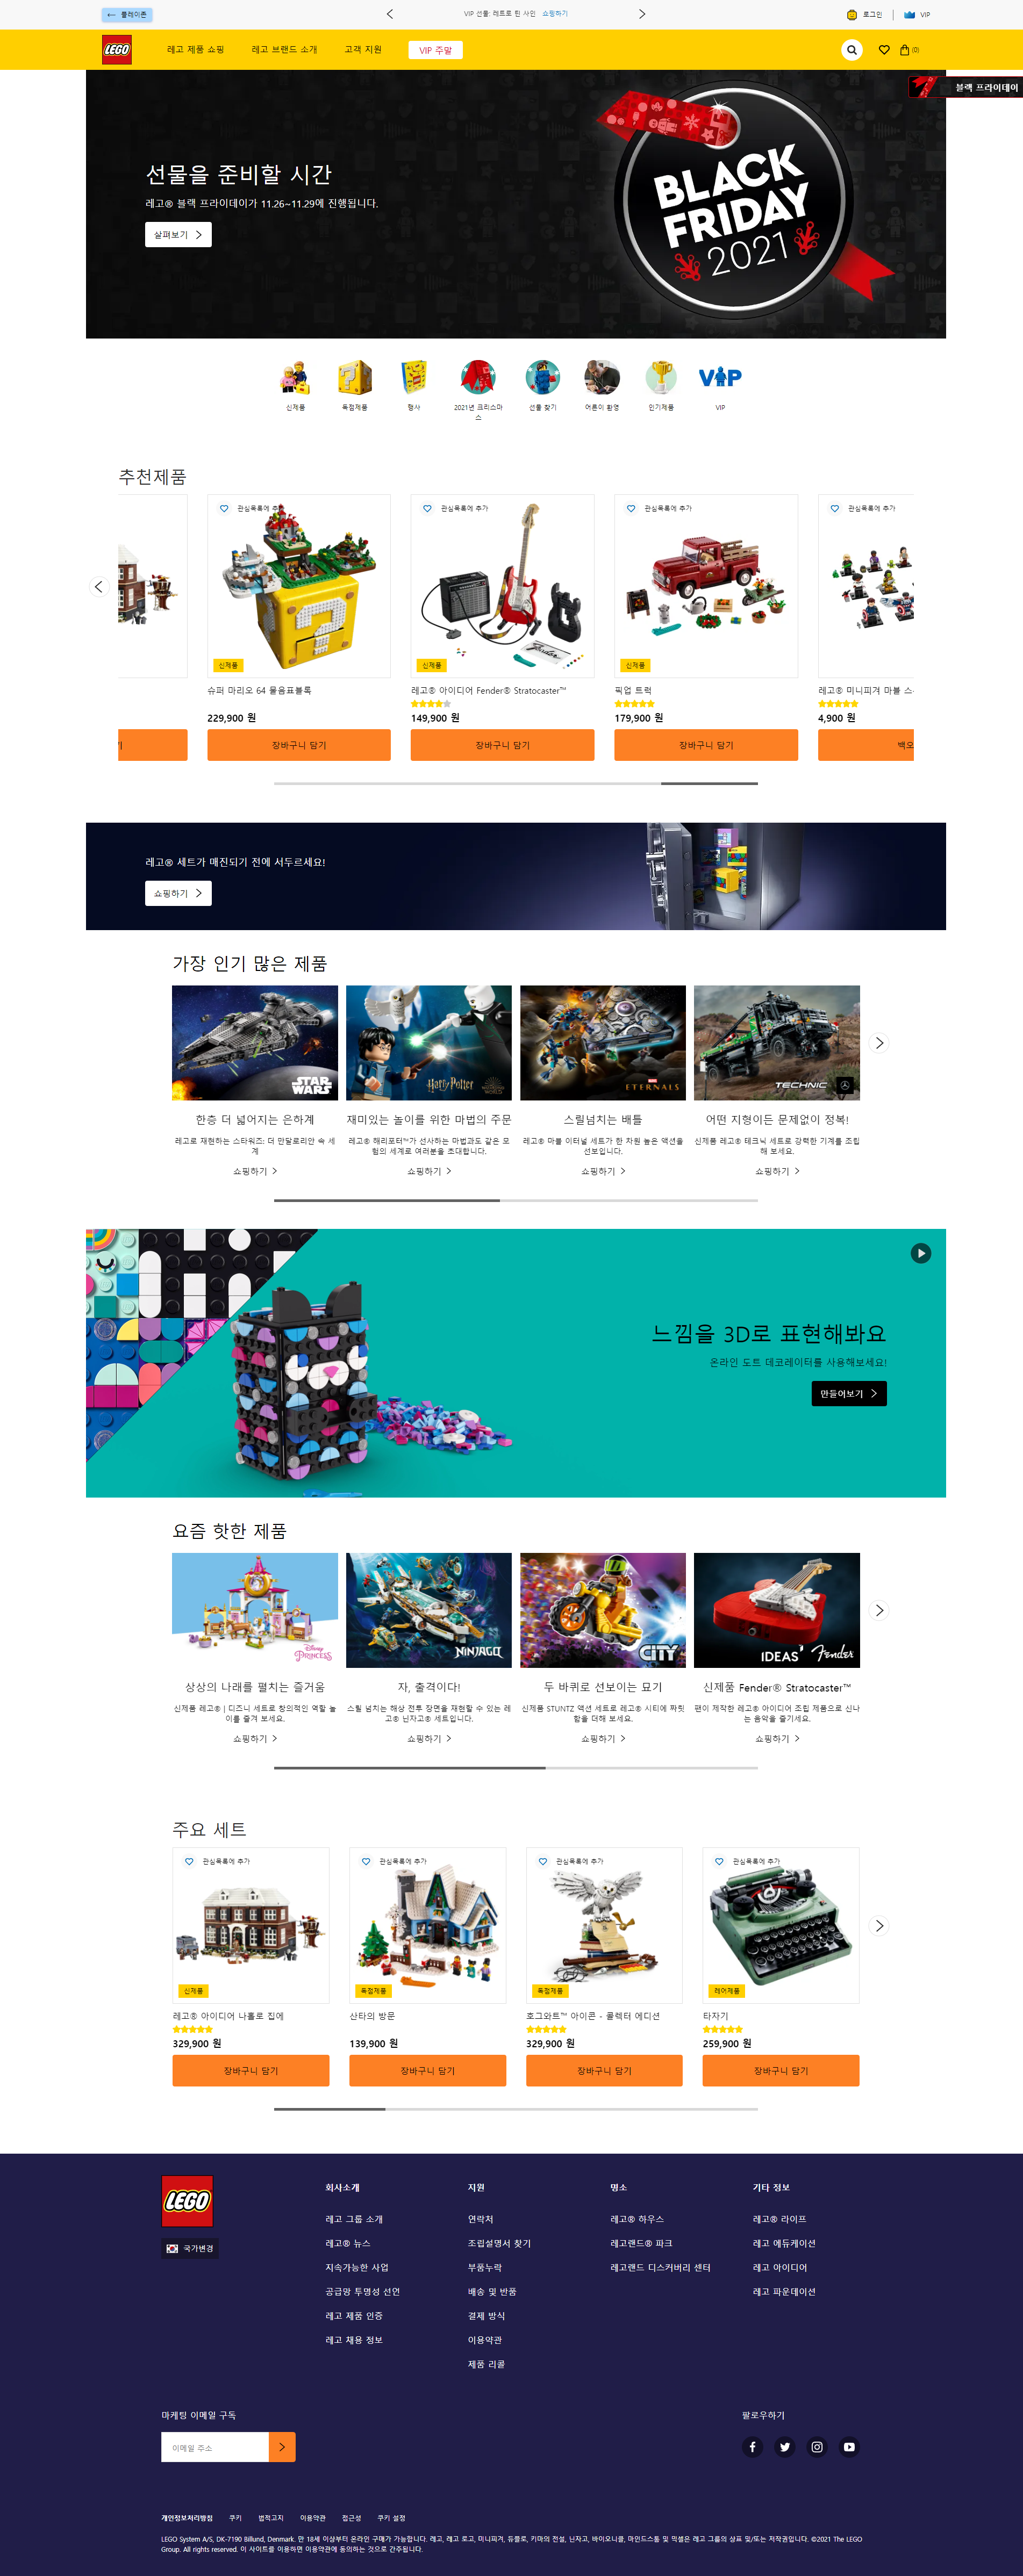 플레이존
VIP 선물: 레트로 틴 사인 쇼핑하기
로그인
VIP
LEGO
레고 제품 쇼핑
레고 브랜드 소개
고객 지원
VIP 주말
(0)
블랙 프라이데이
선물을 준비할 시간
레고® 블랙 프라이데이가 11.26~11.29에 진행됩니다.
살펴보기
BLACK
FRIDAY
2021
신제품
독점제품
행사
2021년 크리스마
스
선물 찾기
어른이 환영
인기제품
VIP
VIP
추천제품
관심목록에 추가
관심목록에 추가
관심목록에 추가
관심목록에 추가
신제품
신제품
Fender
신제품
슈퍼 마리오 64 물음표블록
레고® 아이디어 Fender® Stratocaster™
픽업 트럭
레고® 미니피겨 마블 스
229,900 원
149,900 원
179,900 원
4,900 원
장바구니 담기
장바구니 담기
장바구니 담기
백오
레고® 세트가 매진되기 전에 서두르세요!
쇼핑하기
가장 인기 많은 제품
STAR
WARS
Harry Potter
MARVEL
ETERNALS
TECHNIC
한층 더 넓어지는 은하계
레고로 재현하는 스타워즈: 더 만달로리안 속 세
계
쇼핑하기
재미있는 놀이를 위한 마법의 주문
레고® 해리포터™가 선사하는 마법과도 같은 모
험의 세계로 여러분을 초대합니다.
쇼핑하기
스릴넘치는 배틀
레고® 마블 이터널 세트가 한 차원 높은 액션을
선보입니다.
쇼핑하기
어떤 지형이든 문제없이 정복!
신제품 레고® 테크닉 세트로 강력한 기계를 조립
해 보세요.
쇼핑하기
느낌을 3D로 표현해봐요
온라인 도트 데코레이터를 사용해보세요!
만들어보기
요즘 핫한 제품
Disney
PRINCESS
NINJAGO
CITY
IDEAS
Fender
상상의 나래를 펼치는 즐거움
신제품 레고® | 디즈니 세트로 창의적인 역할 놀
이를 즐겨 보세요.
쇼핑하기
자, 출격이다!
스릴 넘치는 해상 전투 장면을 재현할 수 있는 레
고® 닌자고® 세트입니다.
쇼핑하기
두 바퀴로 선보이는 묘기
신제품 STUNTZ 액션 세트로 레고® 시티에 짜릿
함을 더해 보세요.
쇼핑하기
신제품 Fender® Stratocaster™
팬이 제작한 레고® 아이디어 조립 제품으로 신나
는 음악을 즐기세요.
쇼핑하기
주요 세트
관심목록에 추가
관심목록에 추가
관심목록에 추가
관심목록에 추가
신제품
독점제품
독점제품
레어제품
레고® 아이디어 나홀로 집에
산타의 방문
호그와트™ 아이콘 - 콜렉터 에디션
타자기
329,900 원
139,900 원
329,900 원
259,900 원
장바구니 담기
장바구니 담기
장바구니 담기
장바구니 담기
LEGO
국가변경
회사소개
레고 그룹 소개
레고® 뉴스
지속가능한 사업
공급망 투명성 선언
레고 제품 인증
레고 채용 정보
지원
연락처
조립설명서 찾기
부품누락
배송 및 반품
결제 방식
이용약관
제품 리콜
명소
레고® 하우스
레고랜드® 파크
레고랜드 디스커버리 센터
기타 정보
레고® 라이프
레고 에듀케이션
레고 아이디어
레고 파운데이션
마케팅 이메일 구독
이메일 주소
팔로우하기
개인정보처리방침 쿠키 법적고지 이용약관 접근성 쿠키 설정
LEGO System A/S, DK-7190 Billund, Denmark. 만 18세 이상부터 온라인 구매가 가능합니다. 레고, 레고 로고, 미니피겨, 듀플로, 키마의 전설, 닌자고, 바이오니클, 마인드스톰 및 믹셀은 레고 그룹의 상표 및/또는 저작권입니다. ©2021 The LEGO
Group. All rights reserved. 이 사이트를 이용하면 이용약관에 동의하는 것으로 간주됩니다.